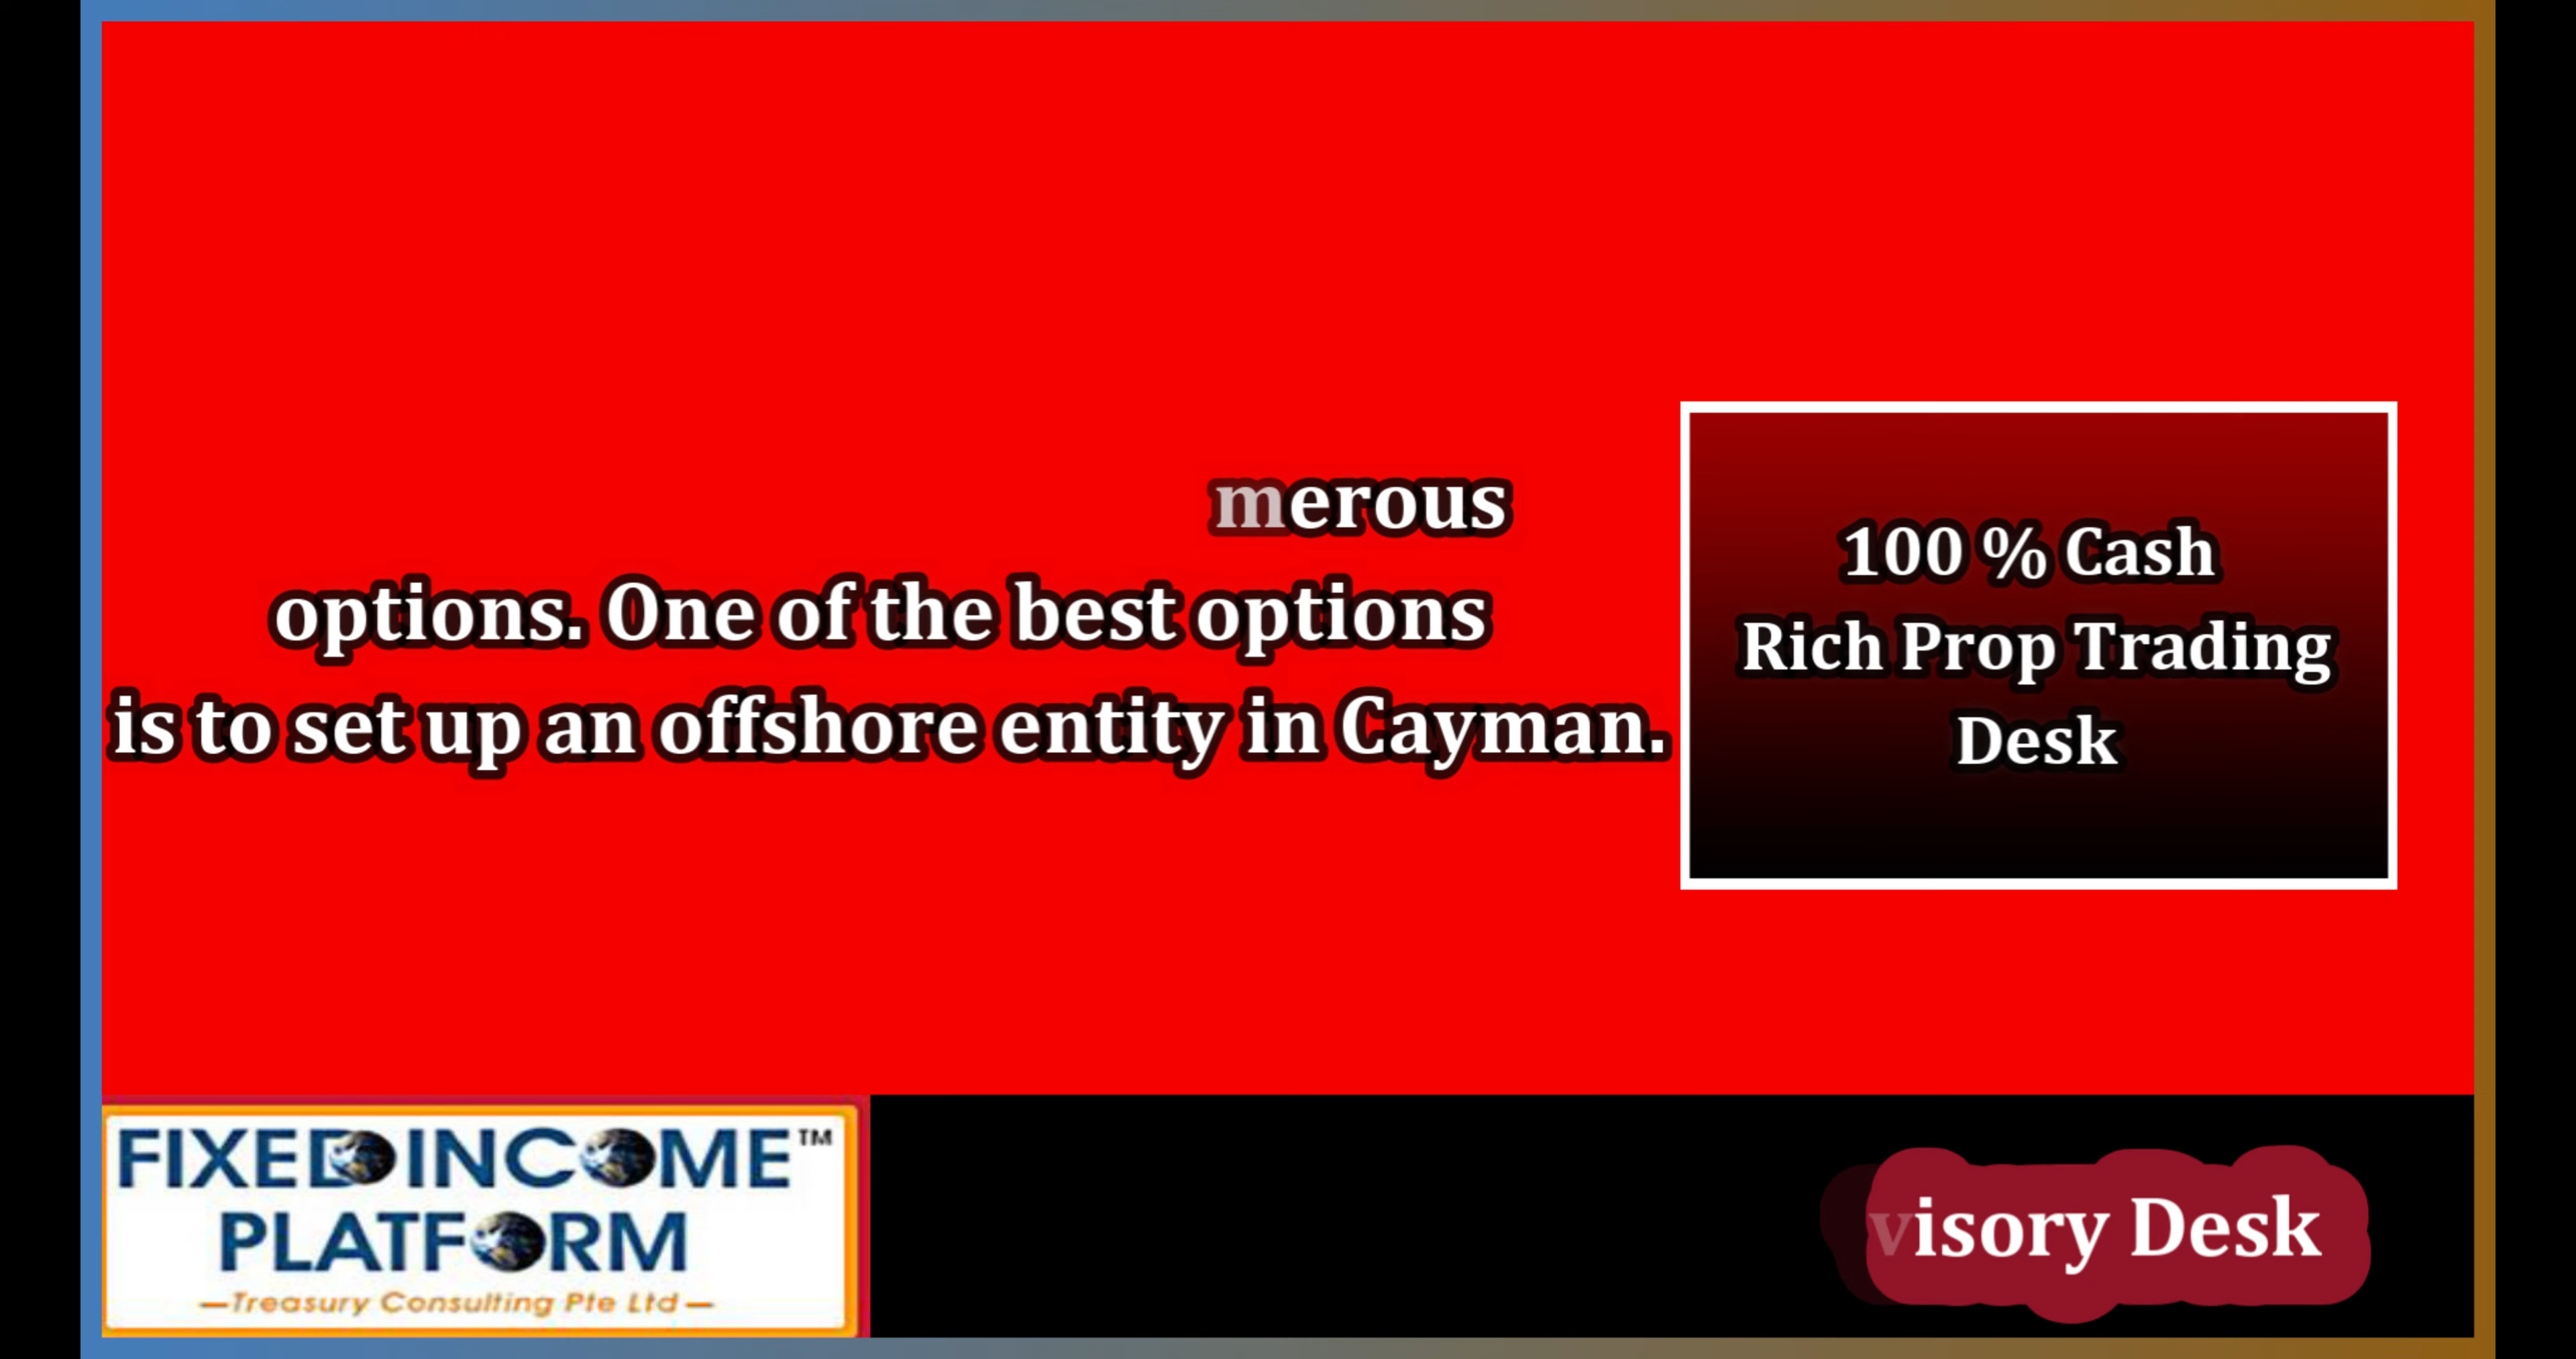 merous
options. One of the best options
is to set up an offshore entity in Cayman.
100 % Cash
Rich Prop Trading
Desk
FIXED INCOME™
PLATFORM
—Treasury Consulting Pte Ltd—
visory Desk